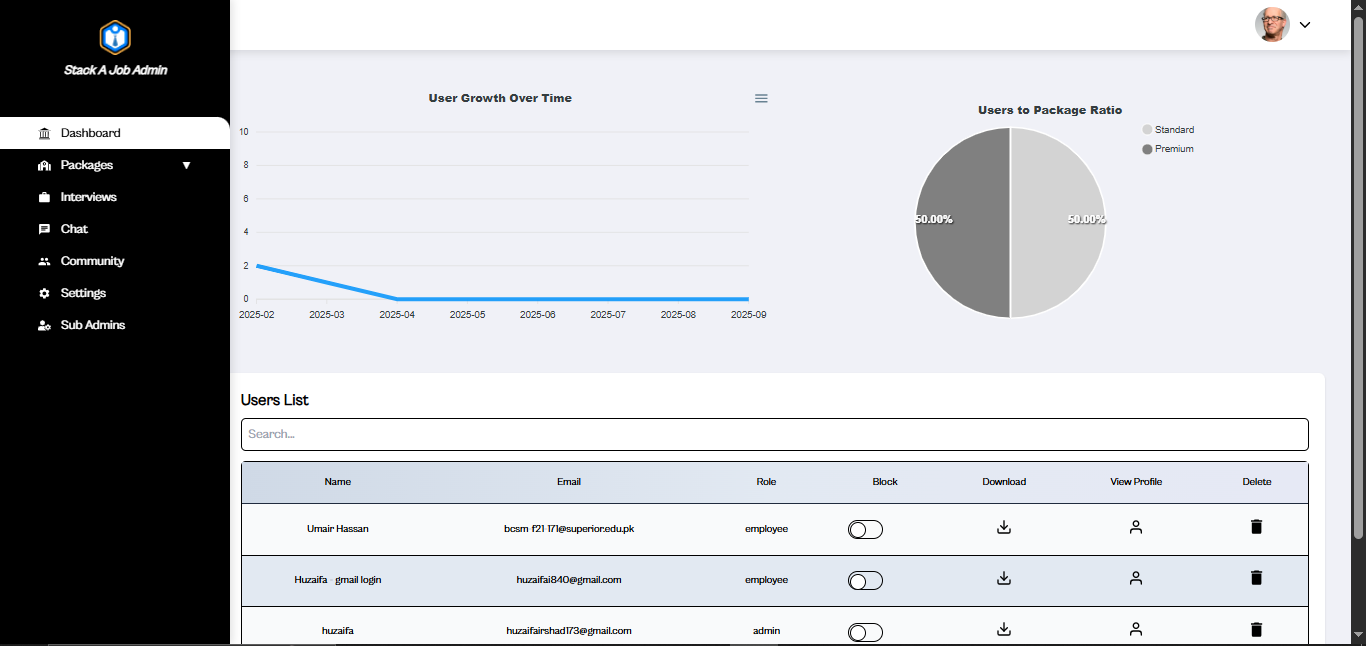 Stack A Job Admin
Dashboard
Packages
Interviews
Chat
Community
Settings
Sub Admins
User Growth Over Time
10
8
6
4
2
0
2025-02 2025-03 2025-04 2025-05 2025-06 2025-07 2025-08 2025-09
Users to Package Ratio
Standard
Premium
50.00% 50.00%
Users List
Search...
Name Email Role Block Download View Profile Delete
Umair Hassan bcsm-f21-171@superior.edu.pk employee
Huzaifa - gmail login huzaifai840@gmail.com employee
huzaifa huzaifairshad173@gmail.com admin